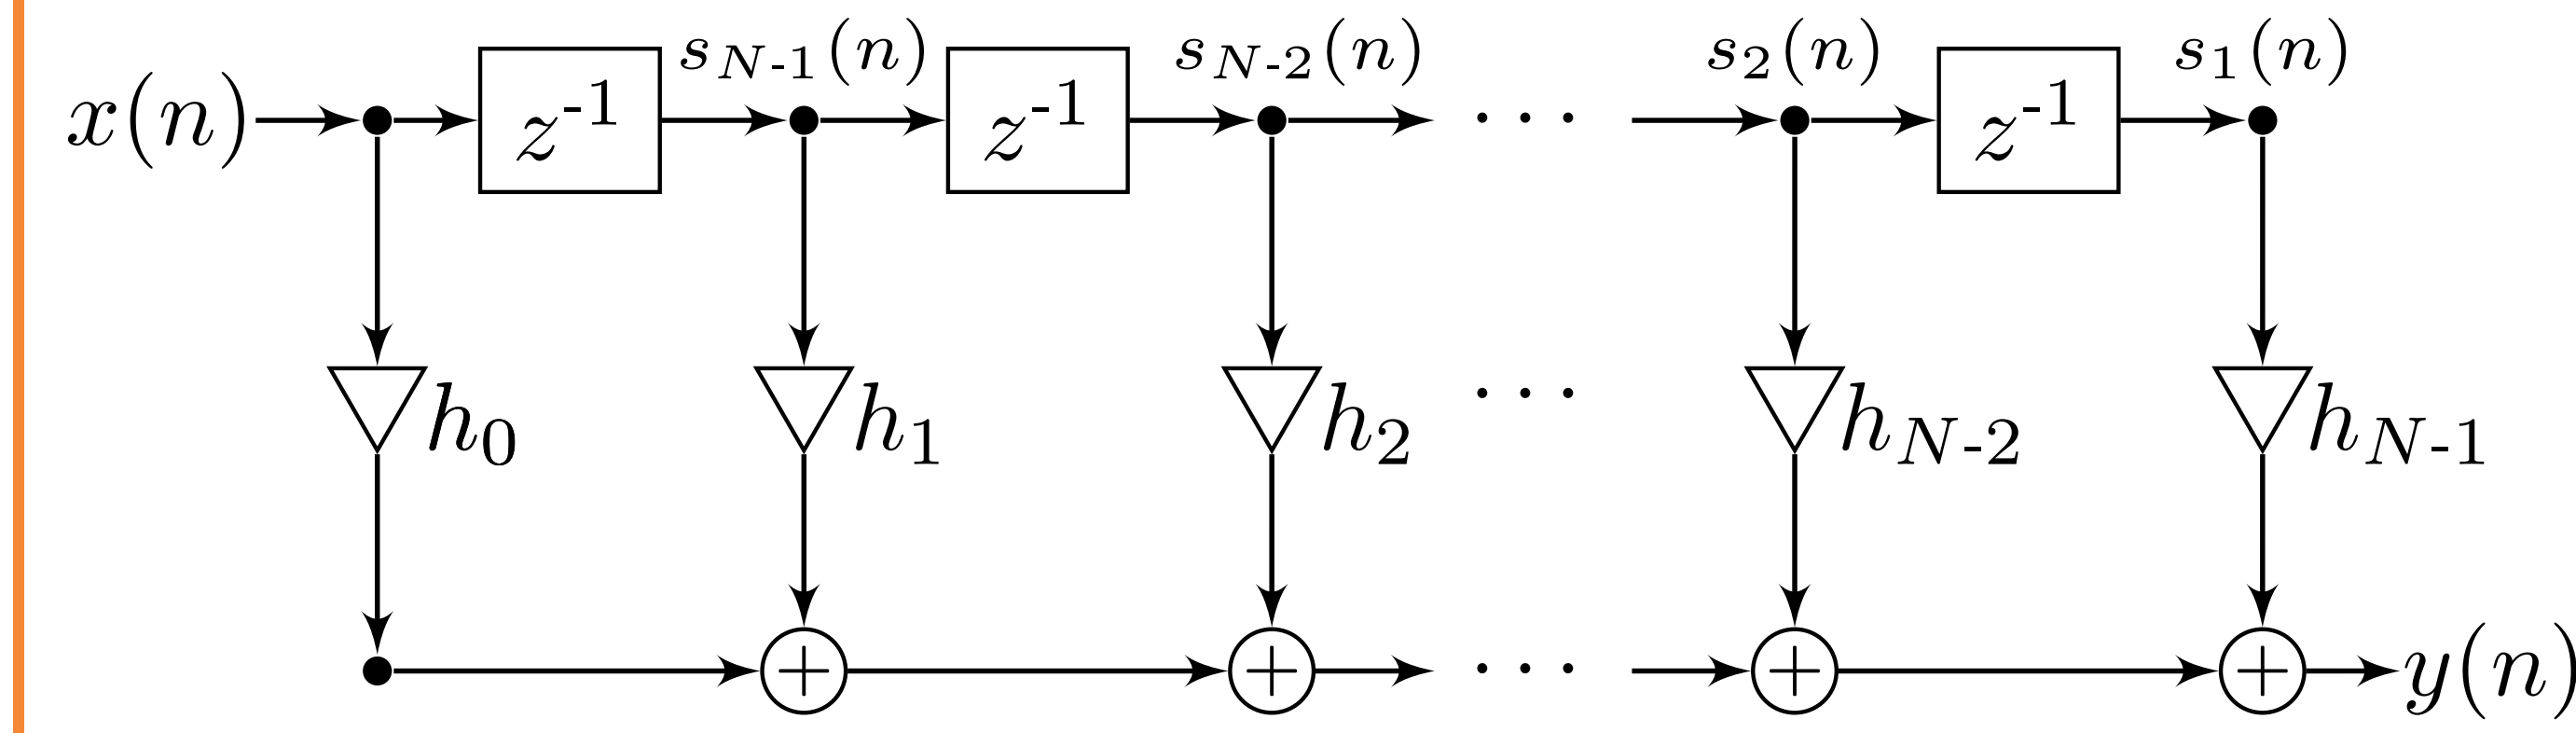 s_{N-1}(n) s_{N-2}(n) s_2(n) s_1(n)
x(n) z^{-1} z^{-1} · · · z^{-1}
· · ·
h_0 h_1 h_2 h_{N-2} h_{N-1}
+ + · · · + + y(n)